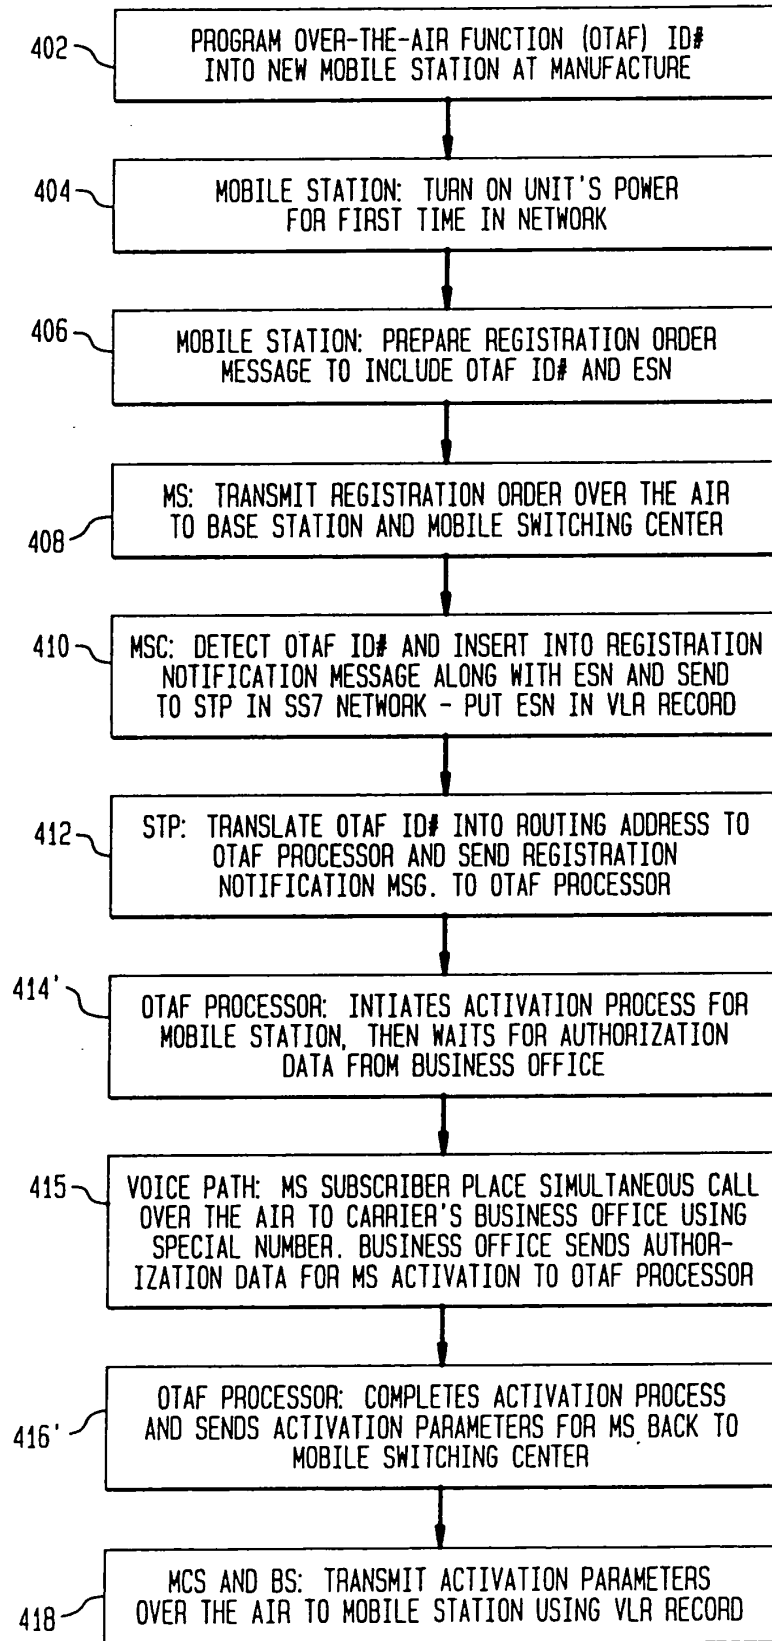 402
PROGRAM OVER-THE-AIR FUNCTION (OTAF) ID#
INTO NEW MOBILE STATION AT MANUFACTURE
404
MOBILE STATION: TURN ON UNIT'S POWER
FOR FIRST TIME IN NETWORK
406
MOBILE STATION: PREPARE REGISTRATION ORDER
MESSAGE TO INCLUDE OTAF ID# AND ESN
408
MS: TRANSMIT REGISTRATION ORDER OVER THE AIR
TO BASE STATION AND MOBILE SWITCHING CENTER
410
MSC: DETECT OTAF ID# AND INSERT INTO REGISTRATION
NOTIFICATION MESSAGE ALONG WITH ESN AND SEND
TO STP IN SS7 NETWORK - PUT ESN IN VLR RECORD
412
STP: TRANSLATE OTAF ID# INTO ROUTING ADDRESS TO
OTAF PROCESSOR AND SEND REGISTRATION
NOTIFICATION MSG. TO OTAF PROCESSOR
414'
OTAF PROCESSOR: INTIATES ACTIVATION PROCESS FOR
MOBILE STATION, THEN WAITS FOR AUTHORIZATION
DATA FROM BUSINESS OFFICE
415
VOICE PATH: MS SUBSCRIBER PLACE SIMULTANEOUS CALL
OVER THE AIR TO CARRIER'S BUSINESS OFFICE USING
SPECIAL NUMBER. BUSINESS OFFICE SENDS AUTHOR-
IZATION DATA FOR MS ACTIVATION TO OTAF PROCESSOR
416'
OTAF PROCESSOR: COMPLETES ACTIVATION PROCESS
AND SENDS ACTIVATION PARAMETERS FOR MS BACK TO
MOBILE SWITCHING CENTER
418
MCS AND BS: TRANSMIT ACTIVATION PARAMETERS
OVER THE AIR TO MOBILE STATION USING VLR RECORD